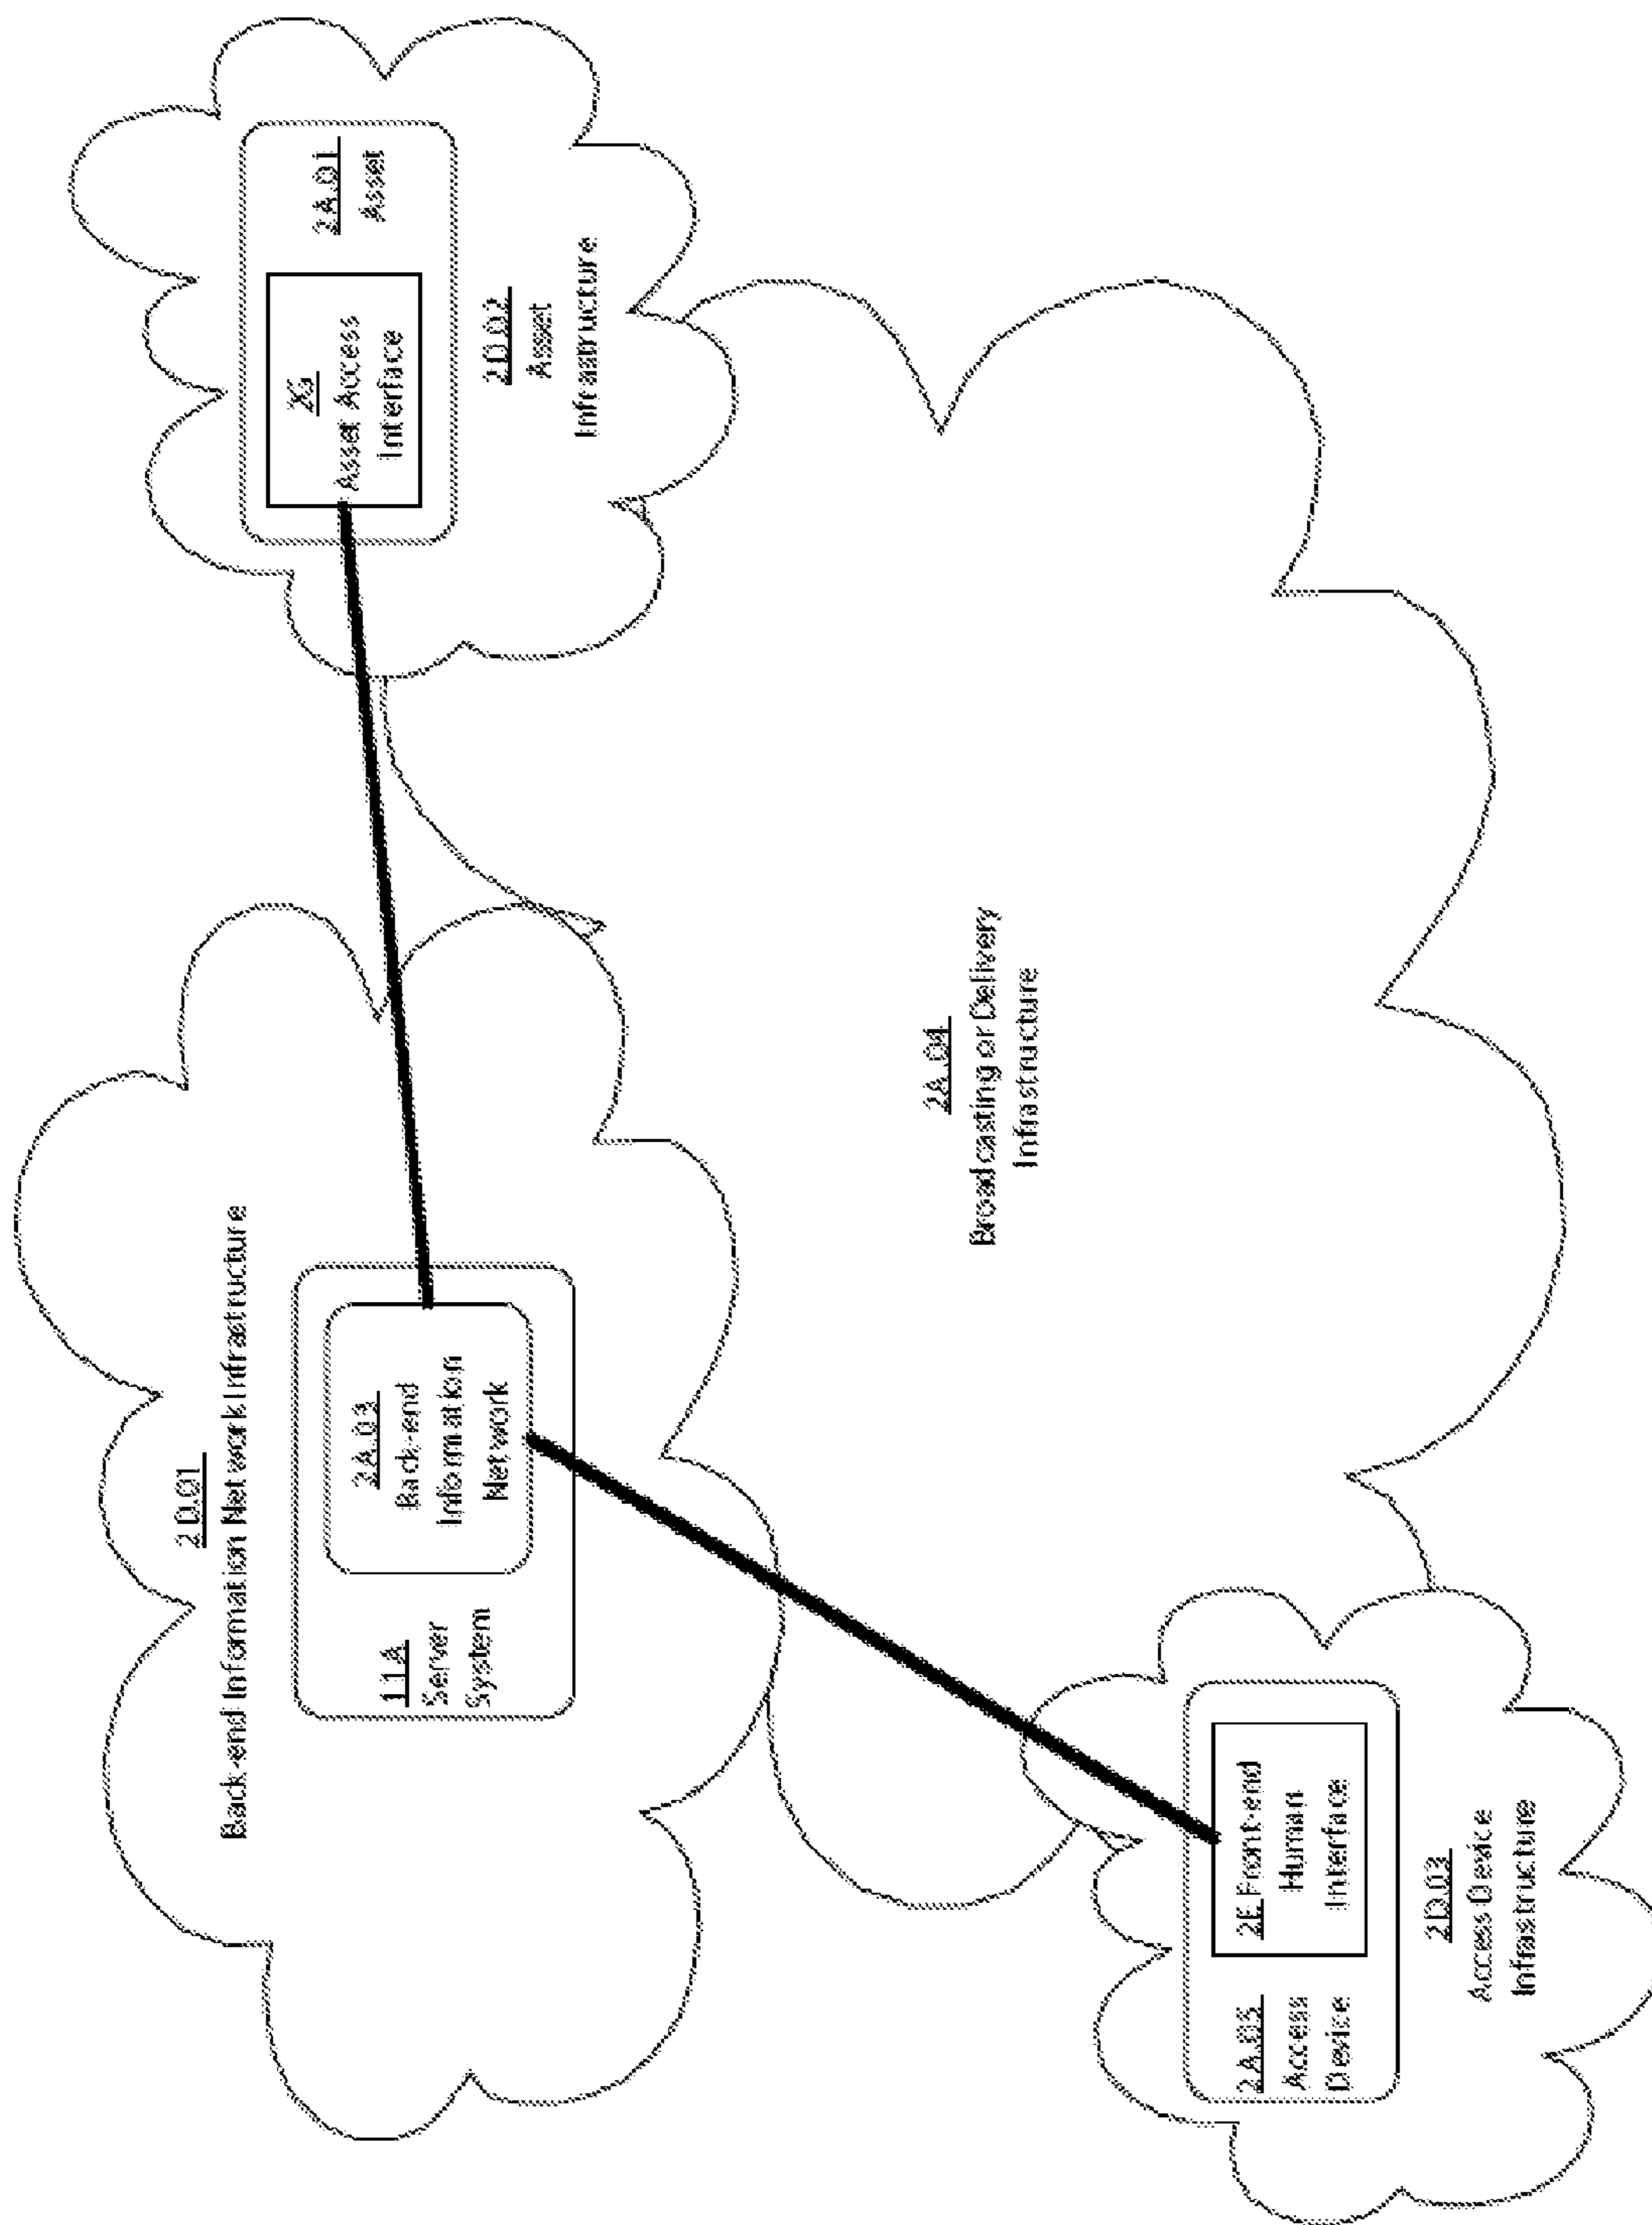 2D.01
Back-end Information Network Infrastructure
11A
Server
System
2A.03
Back-end
Information
Network
2A.01
Asset
2G
Asset Access
Interface
2D.02
Asset
Infrastructure
2A.04
Broadcasting or Delivery
Infrastructure
2A.05
Access
Device
2E Front-end
Human
Interface
2D.03
Access Device
Infrastructure